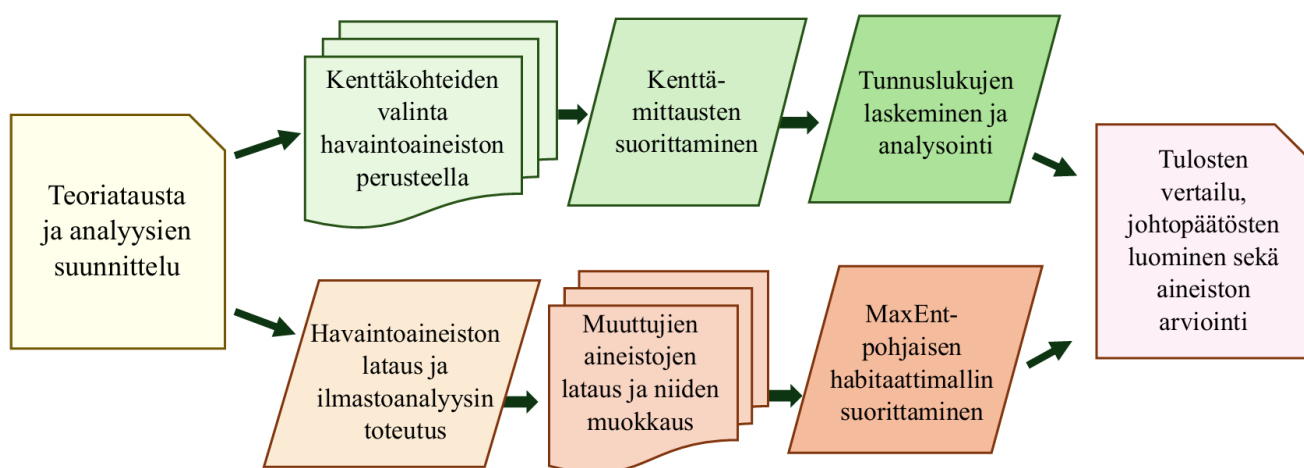 Teoriatausta
ja analyysien
suunnittelu
Kenttäkohteiden
valinta
havaintoaineiston
perusteella
Kenttä-
mittausten
suorittaminen
Tunnuslukujen
laskeminen ja
analysointi
Havaintoaineiston
lataus ja
ilmastoanalyysin
toteutus
Muuttujien
aineistojen
lataus ja niiden
muokkaus
MaxEnt-
pohjaisen
habitaattimallin
suorittaminen
Tulosten
vertailu,
johtopäätösten
luominen sekä
aineiston
arviointi